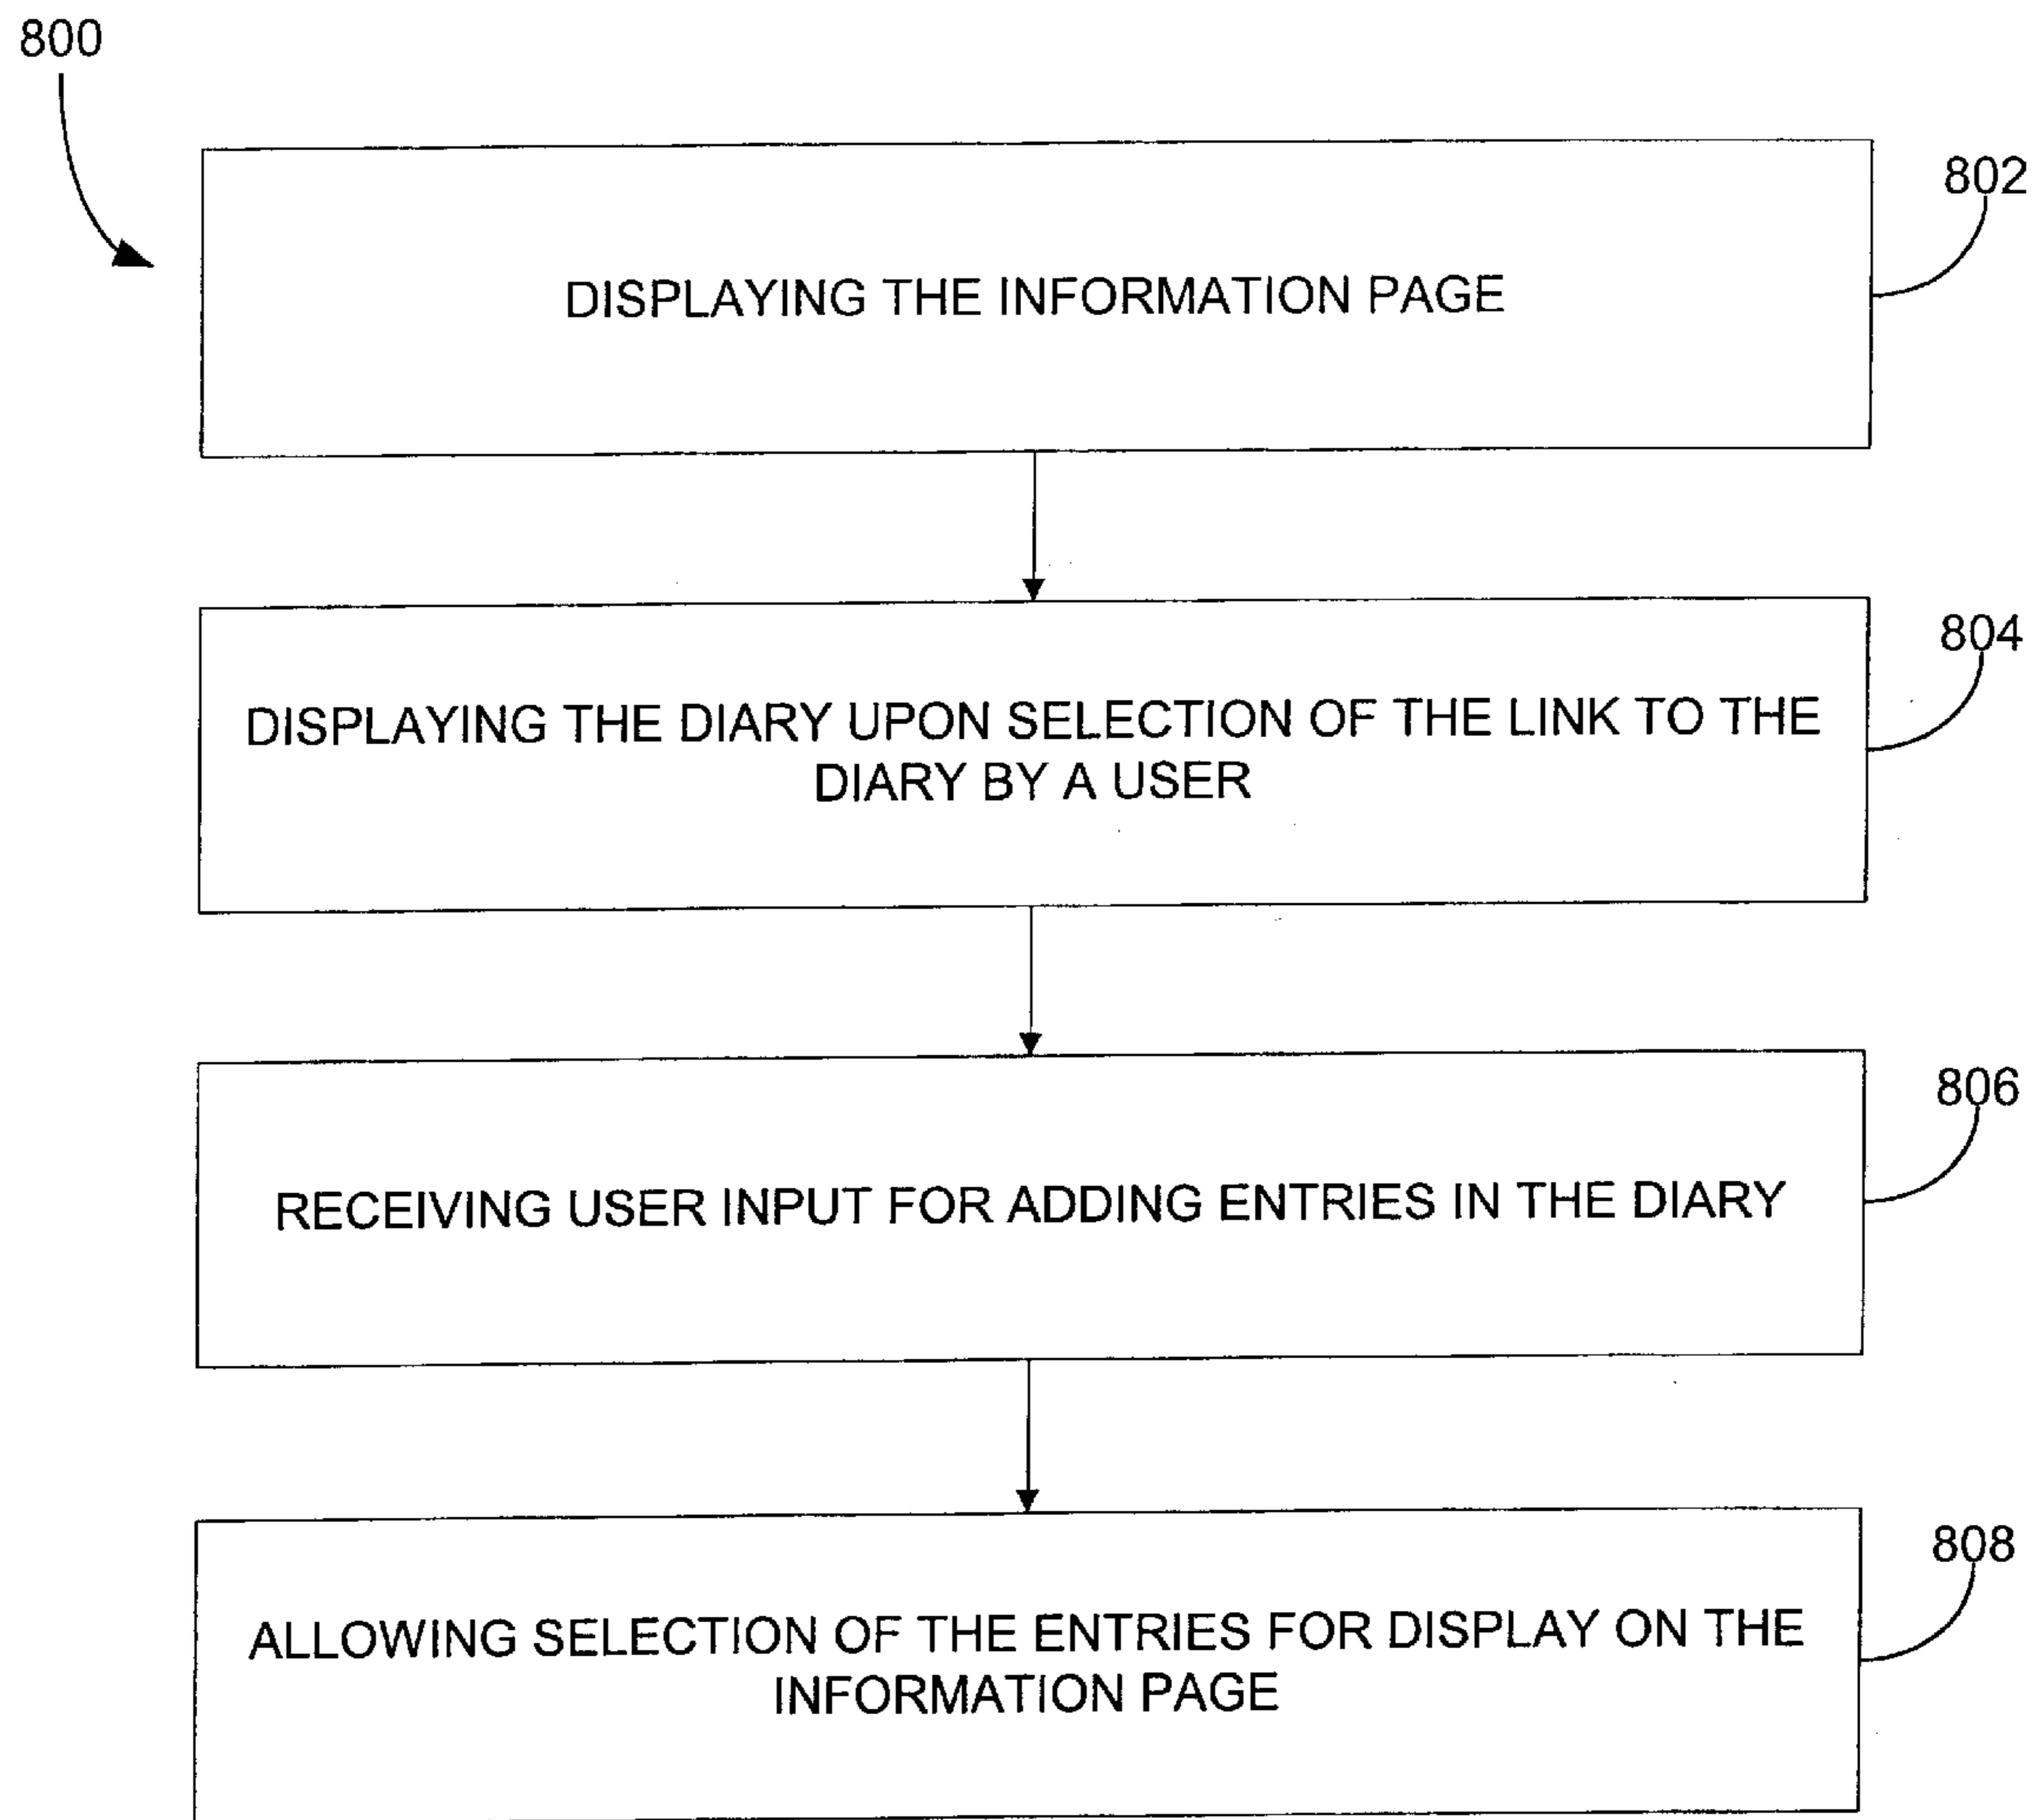 800
802
DISPLAYING THE INFORMATION PAGE
804
DISPLAYING THE DIARY UPON SELECTION OF THE LINK TO THE
DIARY BY A USER
806
RECEIVING USER INPUT FOR ADDING ENTRIES IN THE DIARY
808
ALLOWING SELECTION OF THE ENTRIES FOR DISPLAY ON THE
INFORMATION PAGE